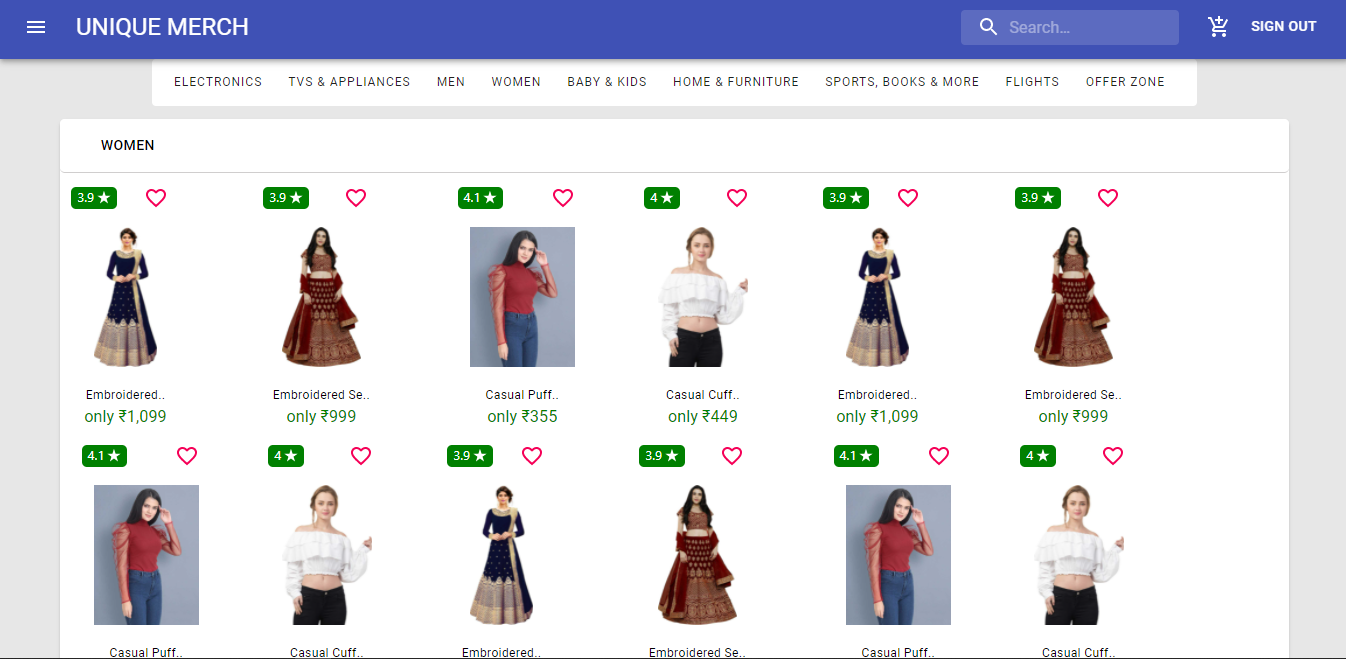 UNIQUE MERCH Search... SIGN OUT
ELECTRONICS TVS & APPLIANCES MEN WOMEN BABY & KIDS HOME & FURNITURE SPORTS, BOOKS & MORE FLIGHTS OFFER ZONE
WOMEN
3.9 ★ 3.9 ★ 4.1 ★ 4 ★ 3.9 ★ 3.9 ★
Embroidered.. Embroidered Se.. Casual Puff.. Casual Cuff.. Embroidered.. Embroidered Se..
only ₹1,099 only ₹999 only ₹355 only ₹449 only ₹1,099 only ₹999
4.1 ★ 4 ★ 3.9 ★ 3.9 ★ 4.1 ★ 4 ★
Casual Puff.. Casual Cuff.. Embroidered.. Embroidered Se.. Casual Puff.. Casual Cuff..